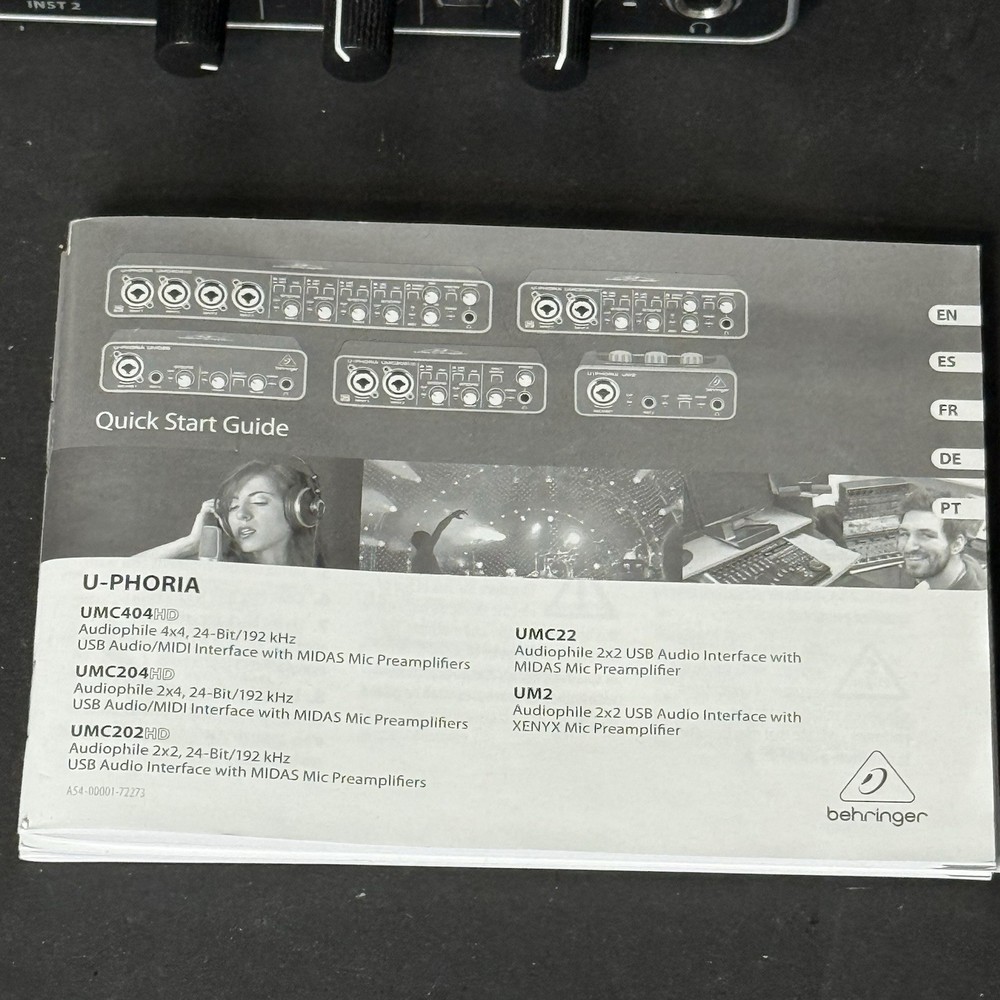 INST 2
EN
ES
FR
DE
PT
Quick Start Guide
U-PHORIA
UMC404HD
Audiophile 4x4, 24-Bit/192 kHz
USB Audio/MIDI Interface with MIDAS Mic Preamplifiers
UMC204HD
Audiophile 2x4, 24-Bit/192 kHz
USB Audio/MIDI Interface with MIDAS Mic Preamplifiers
UMC202HD
Audiophile 2x2, 24-Bit/192 kHz
USB Audio Interface with MIDAS Mic Preamplifiers
A54-00001-72273
UMC22
Audiophile 2x2 USB Audio Interface with
MIDAS Mic Preamplifier
UM2
Audiophile 2x2 USB Audio Interface with
XENYX Mic Preamplifier
behringer